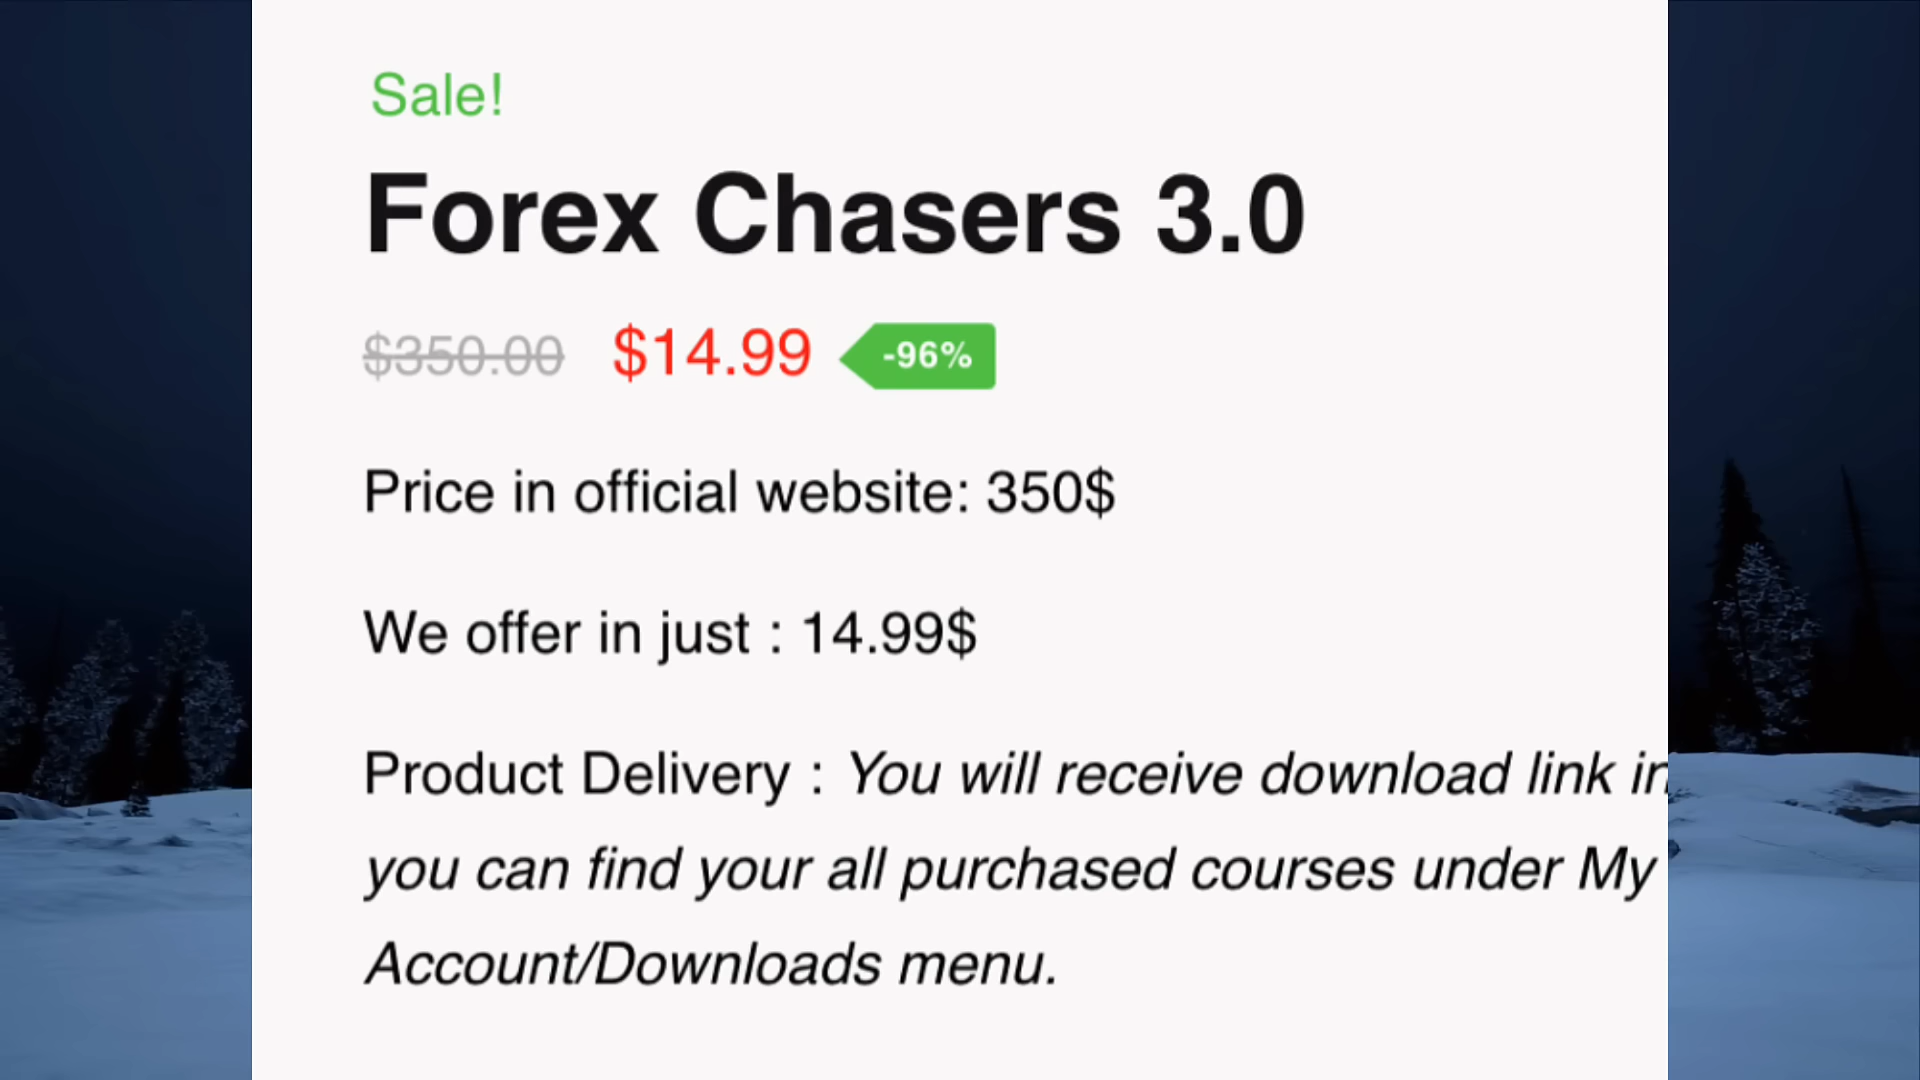 Sale!
Forex Chasers 3.0
$350.00 $14.99 -96%
Price in official website: 350$
We offer in just : 14.99$
Product Delivery : You will receive download link in
you can find your all purchased courses under My
Account/Downloads menu.